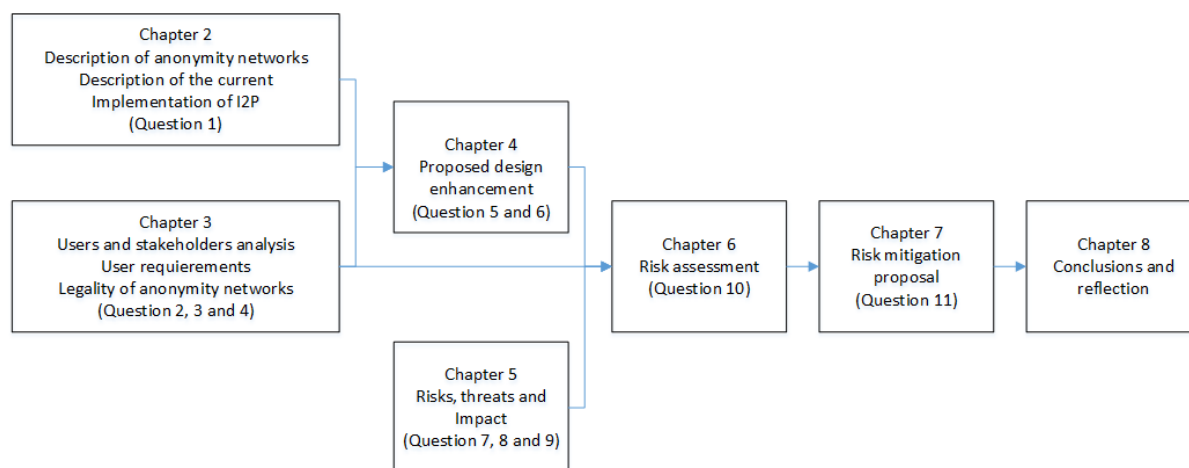 Chapter 2
Description of anonymity networks
Description of the current
Implementation of I2P
(Question 1)
Chapter 3
Users and stakeholders analysis
User requierements
Legality of anonymity networks
(Question 2, 3 and 4)
Chapter 4
Proposed design
enhancement
(Question 5 and 6)
Chapter 5
Risks, threats and
Impact
(Question 7, 8 and 9)
Chapter 6
Risk assessment
(Question 10)
Chapter 7
Risk mitigation
proposal
(Question 11)
Chapter 8
Conclusions and
reflection